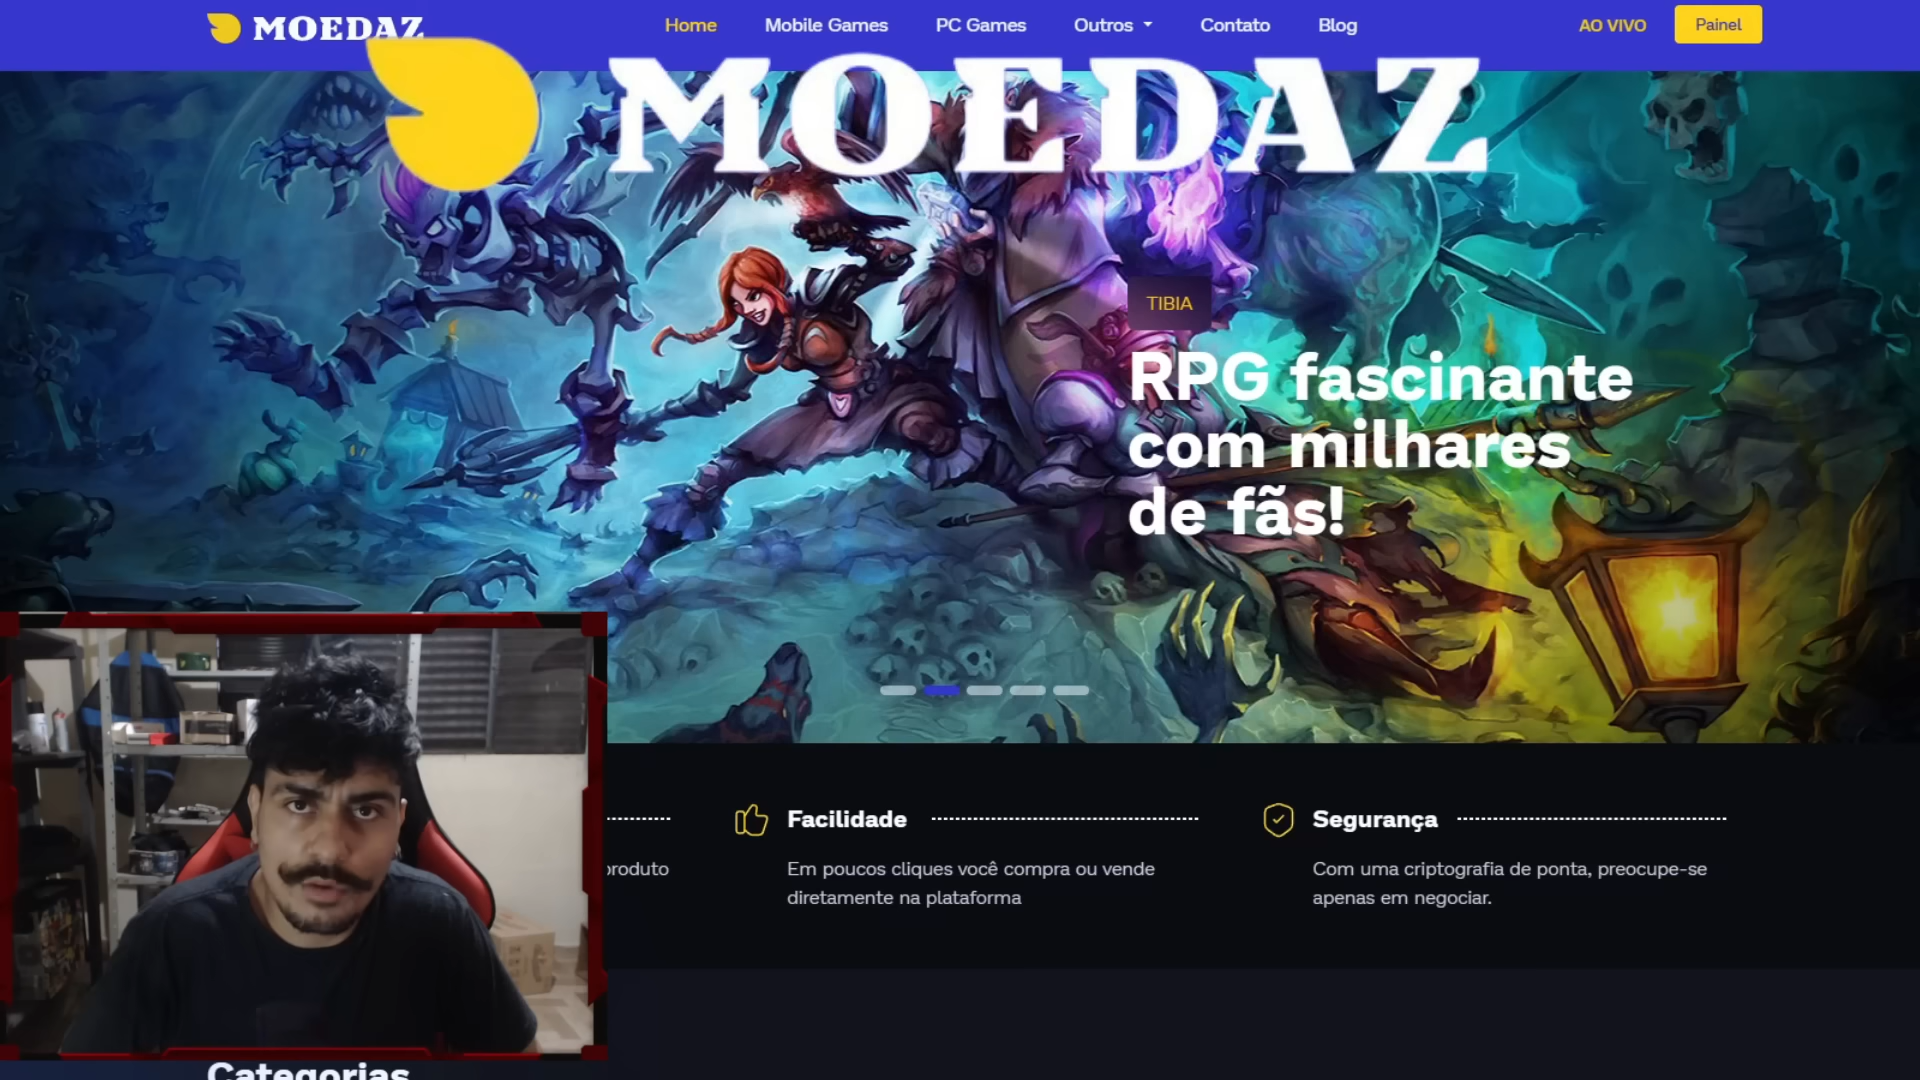 MOEDAZ
Home
Mobile Games
PC Games
Outros
Contato
Blog
AO VIVO
Painel
MOEDAZ
TIBIA
RPG fascinante
com milhares
de fãs!
Facilidade
Segurança
produto
Em poucos cliques você compra ou vende
diretamente na plataforma
Com uma criptografia de ponta, preocupe-se
apenas em negociar.
Categorias